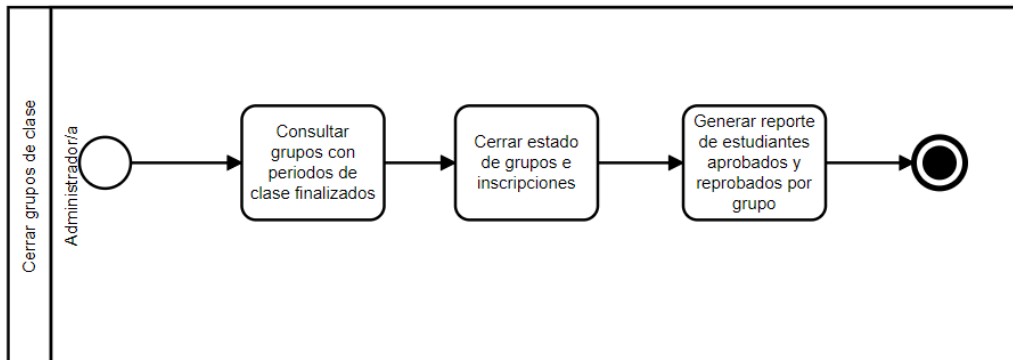 Cerrar grupos de clase
Administrador/a
Consultar
grupos con
periodos de
clase finalizados
Cerrar estado
de grupos e
inscripciones
Generar reporte
de estudiantes
aprobados y
reprobados por
grupo